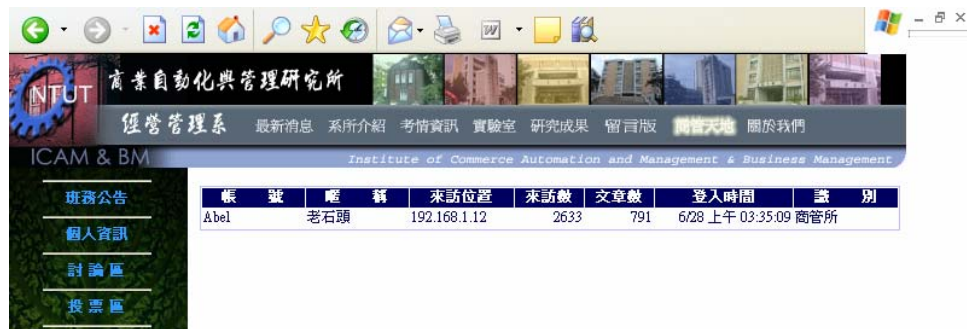 NTUT
商業自動化與管理研究所
經營管理系
最新消息 系所介紹 考情資訊 實驗室 研究成果 留言版 商管天地 關於我們
ICAM & BM
Institute of Commerce Automation and Management & Business Management
班務公告
個人資訊
討論區
投票區
帳 號 暱 稱 來訪位置 來訪數 文章數 登入時間 識 別
Abel 老石頭 192.168.1.12 2633 791 6/28 上午 03:35:09 商管所